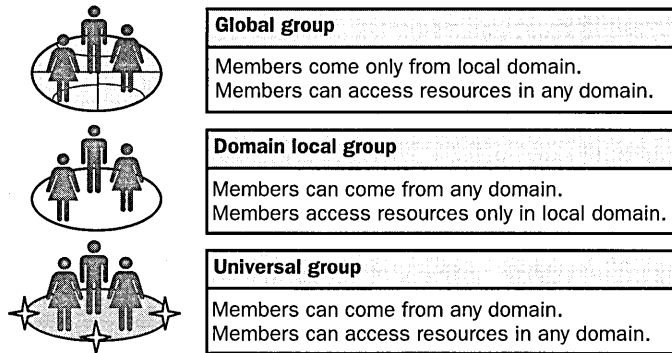 Global group
Members come only from local domain.
Members can access resources in any domain.
Domain local group
Members can come from any domain.
Members access resources only in local domain.
Universal group
Members can come from any domain.
Members can access resources in any domain.